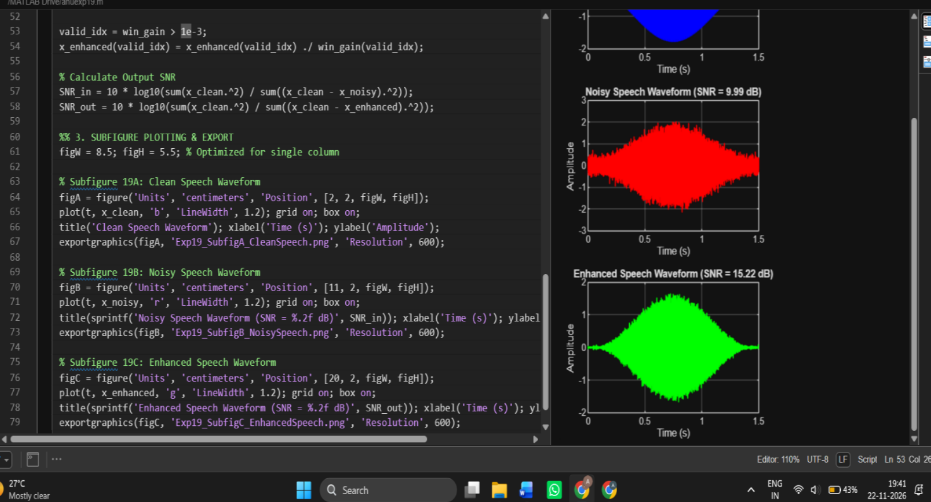 /MATLAB Drive/anuexp19.m
52
53 valid_idx = win_gain > 1e-3;
54 x_enhanced(valid_idx) = x_enhanced(valid_idx) ./ win_gain(valid_idx);
55
56 % Calculate Output SNR
57 SNR_in = 10 * log10(sum(x_clean.^2) / sum((x_clean - x_noisy).^2));
58 SNR_out = 10 * log10(sum(x_clean.^2) / sum((x_clean - x_enhanced).^2));
59
60 %% 3. SUBFIGURE PLOTTING & EXPORT
61 figW = 8.5; figH = 5.5; % Optimized for single column
62
63 % Subfigure 19A: Clean Speech Waveform
64 figA = figure('Units', 'centimeters', 'Position', [2, 2, figW, figH]);
65 plot(t, x_clean, 'b', 'LineWidth', 1.2); grid on; box on;
66 title('Clean Speech Waveform'); xlabel('Time (s)'); ylabel('Amplitude');
67 exportgraphics(figA, 'Exp19_SubfigA_CleanSpeech.png', 'Resolution', 600);
68
69 % Subfigure 19B: Noisy Speech Waveform
70 figB = figure('Units', 'centimeters', 'Position', [11, 2, figW, figH]);
71 plot(t, x_noisy, 'r', 'LineWidth', 1.2); grid on; box on;
72 title(sprintf('Noisy Speech Waveform (SNR = %.2f dB)', SNR_in)); xlabel('Time (s)'); ylabel
73 exportgraphics(figB, 'Exp19_SubfigB_NoisySpeech.png', 'Resolution', 600);
74
75 % Subfigure 19C: Enhanced Speech Waveform
76 figC = figure('Units', 'centimeters', 'Position', [20, 2, figW, figH]);
77 plot(t, x_enhanced, 'g', 'LineWidth', 1.2); grid on; box on;
78 title(sprintf('Enhanced Speech Waveform (SNR = %.2f dB)', SNR_out)); xlabel('Time (s)'); yl
79 exportgraphics(figC, 'Exp19_SubfigC_EnhancedSpeech.png', 'Resolution', 600);
-1
-2
0 0.5 1 1.5
Time (s)
Noisy Speech Waveform (SNR = 9.99 dB)
3
2
1
0
-1
-2
-3
Amplitude
0 0.5 1 1.5
Time (s)
Enhanced Speech Waveform (SNR = 15.22 dB)
2
1
0
-1
-2
Amplitude
0 0.5 1 1.5
Time (s)
Editor: 110% UTF-8 LF Script Ln 53 Col 26
27°C
Mostly clear
Search
ENG
IN
43%
19:41
22-11-2026